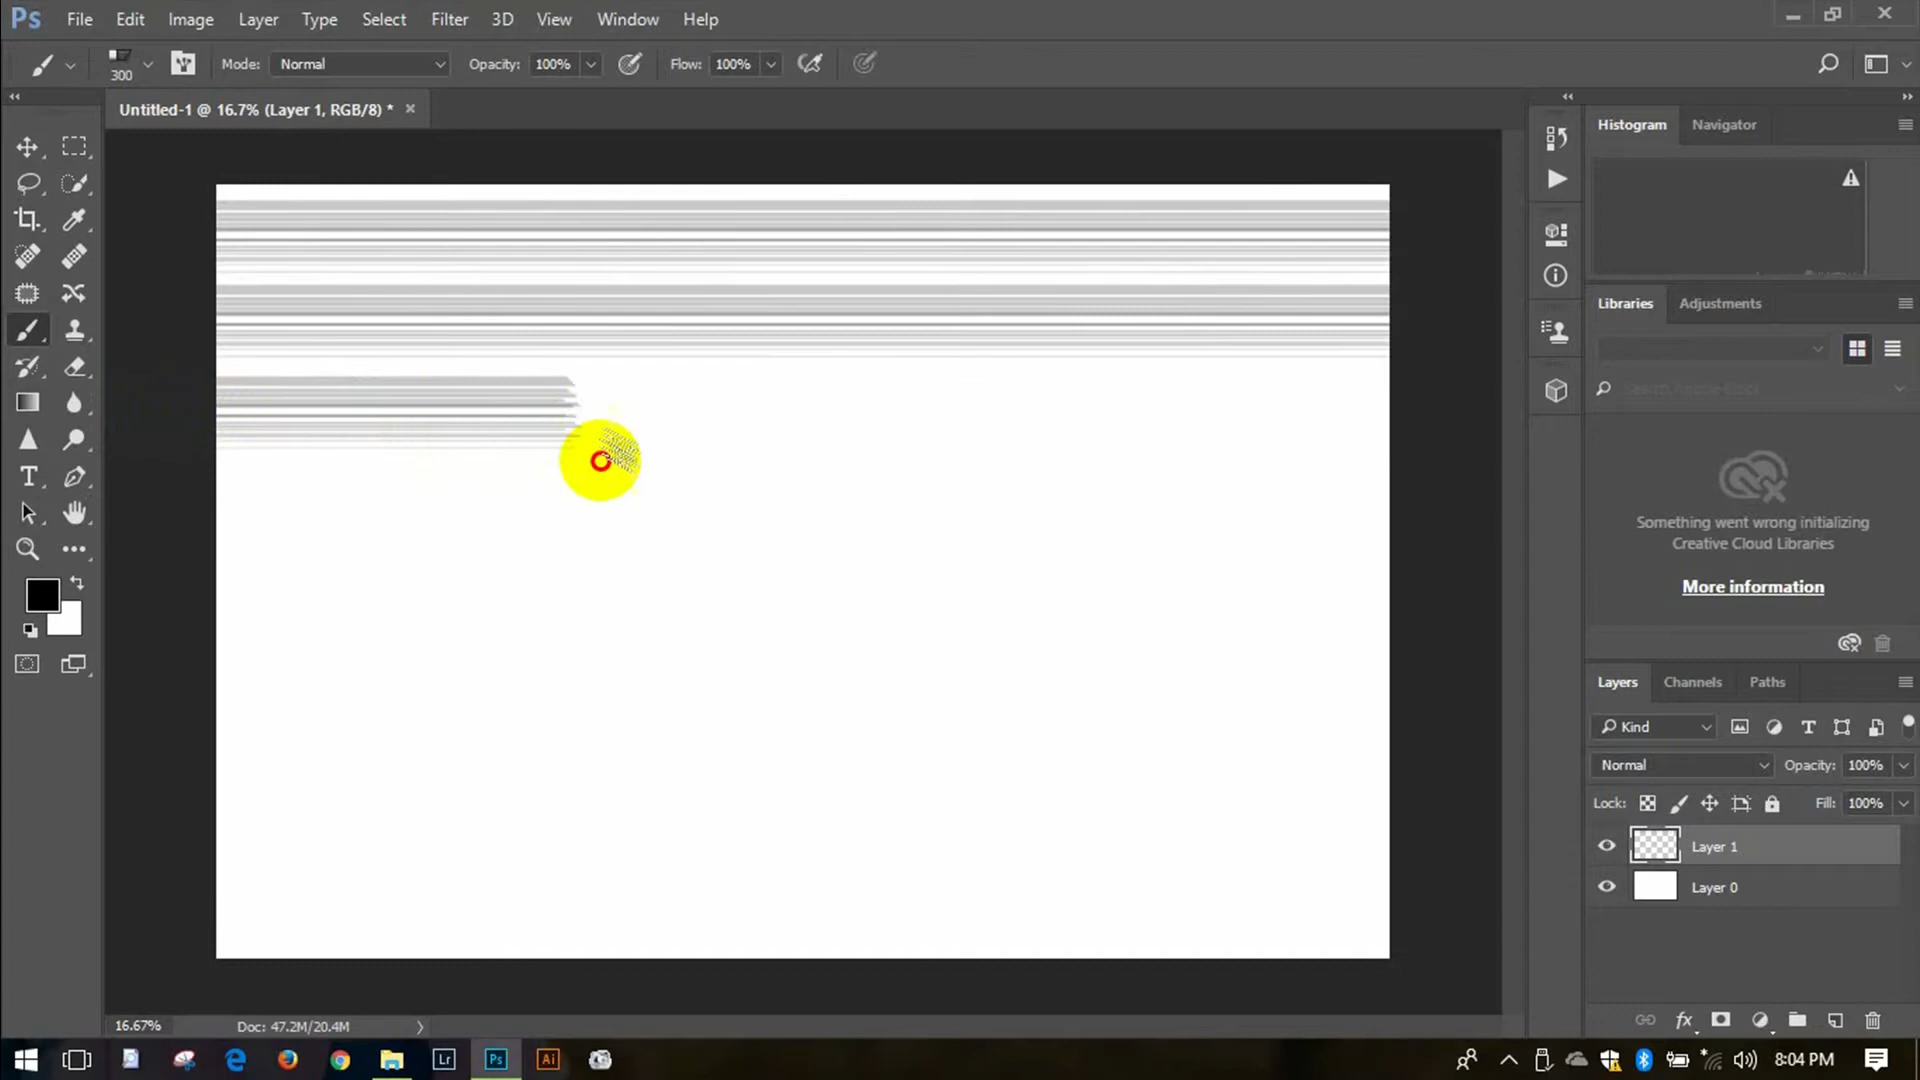 Ps File Edit Image Layer Type Select Filter 3D View Window Help
300 Mode: Normal Opacity: 100% Flow: 100%
Untitled-1 @ 16.7% (Layer 1, RGB/8) *
Histogram Navigator
Libraries Adjustments
Something went wrong initializing
Creative Cloud Libraries
More information
Layers Channels Paths
Kind
Normal Opacity: 100%
Lock: Fill: 100%
Layer 1
Layer 0
16.67% Doc: 47.2M/20.4M
Lr Ps Ai 8:04 PM